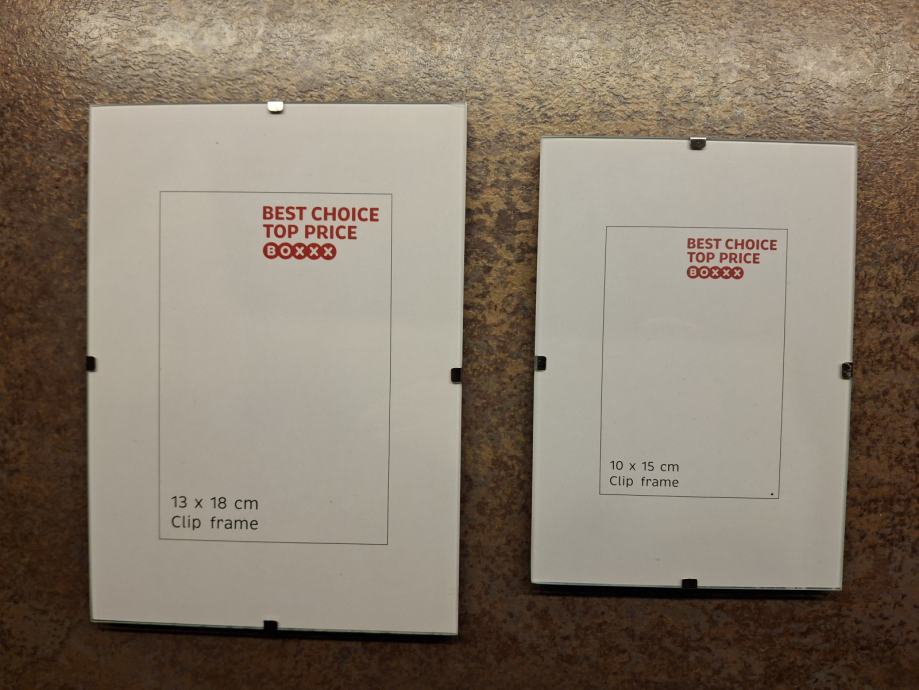 BEST CHOICE
TOP PRICE
BOXXX
13 x 18 cm
Clip frame
BEST CHOICE
TOP PRICE
BOXXX
10 x 15 cm
Clip frame